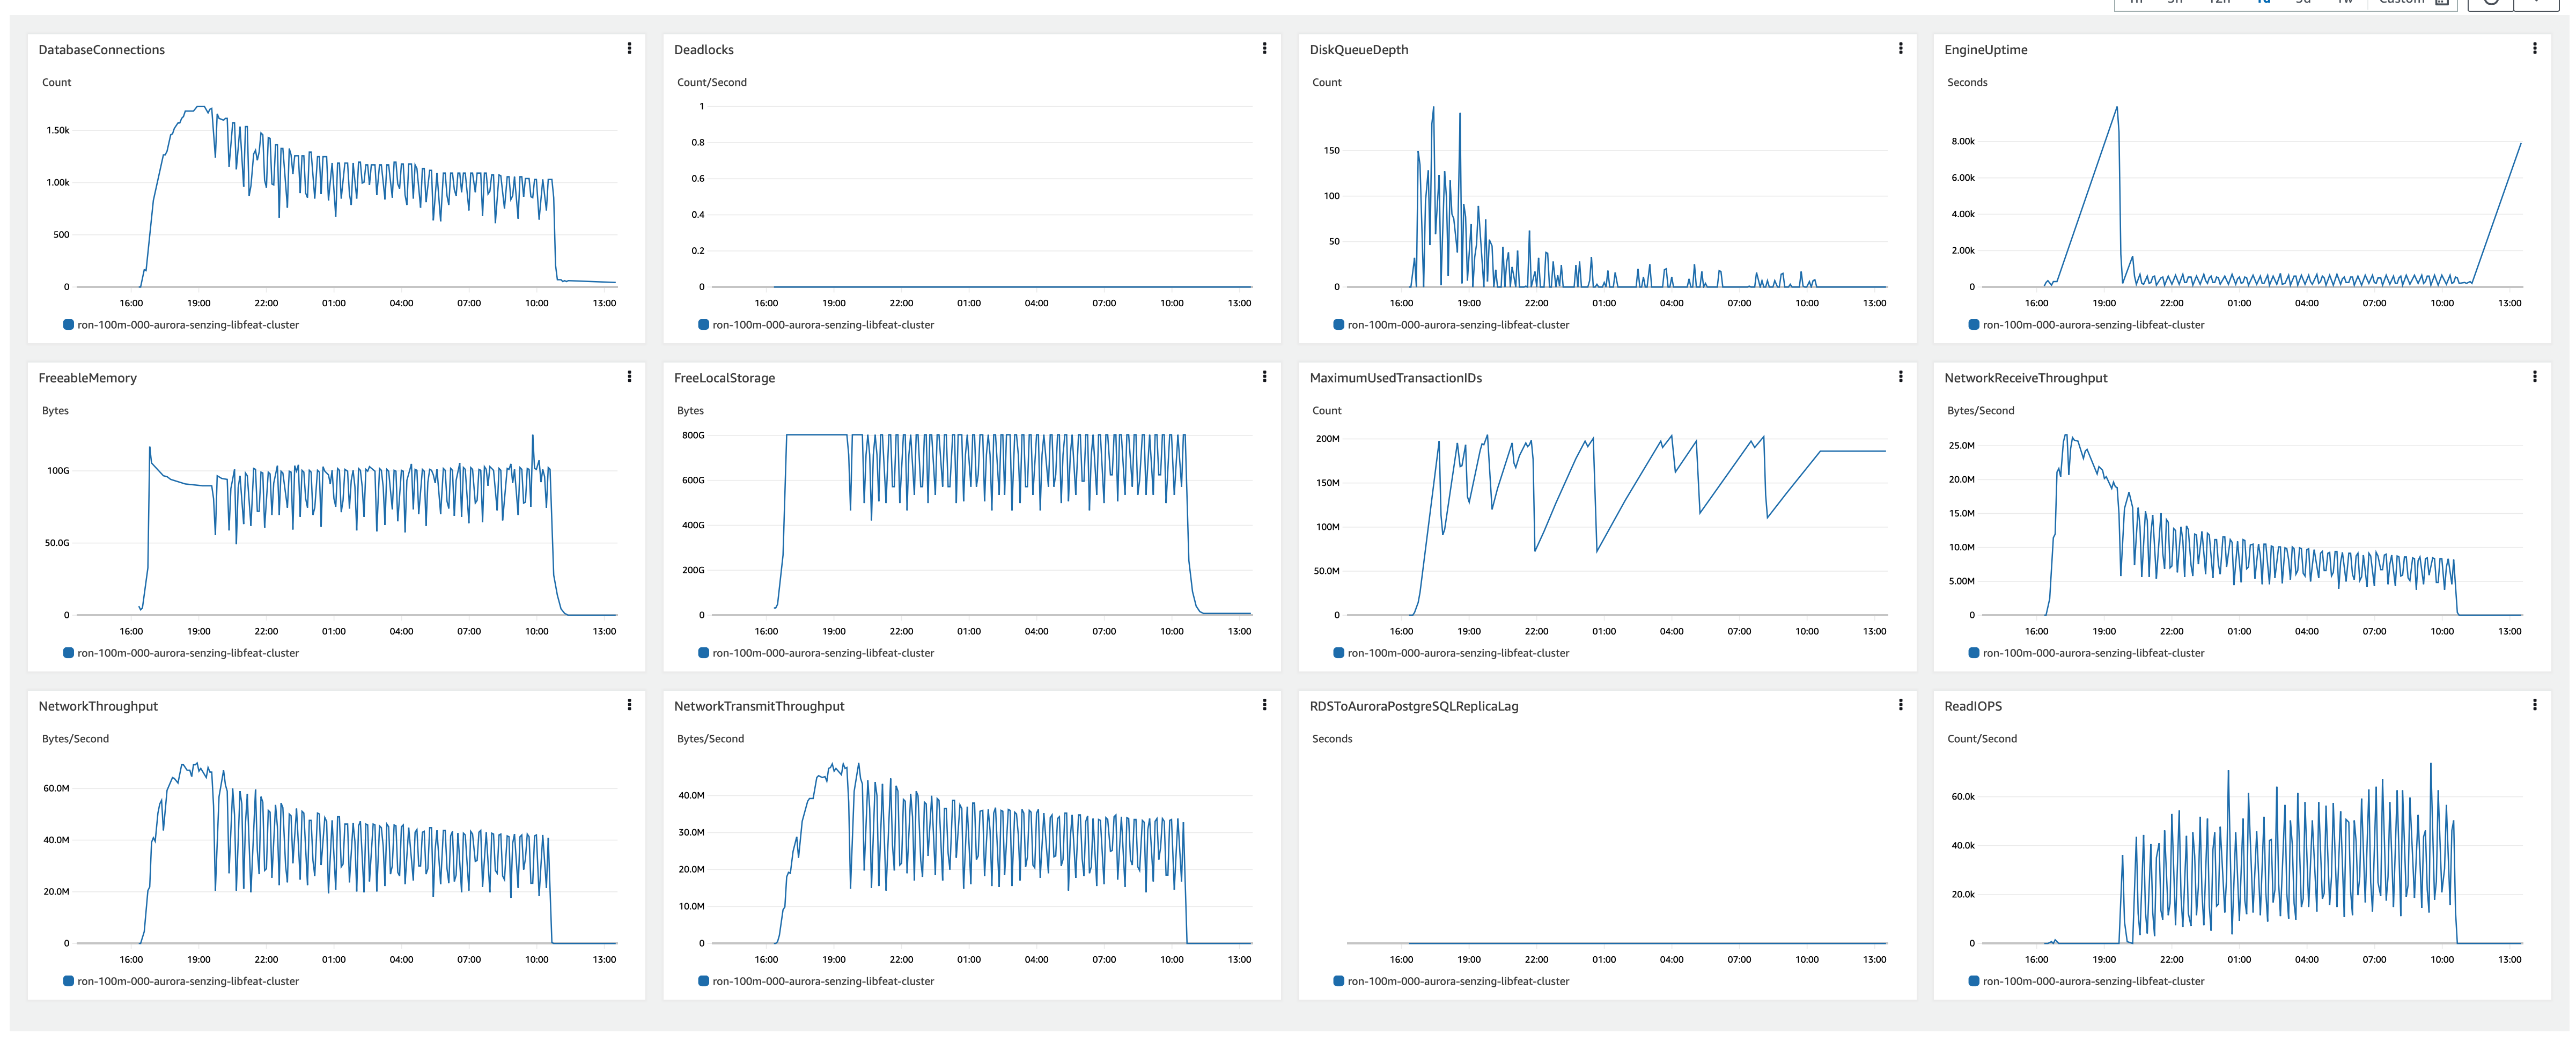 1h 3h 12h 1d 3d 1w Custom
DatabaseConnections
Count
1.50k
1.00k
500
0
16:00 19:00 22:00 01:00 04:00 07:00 10:00 13:00
ron-100m-000-aurora-senzing-libfeat-cluster
Deadlocks
Count/Second
1
0.8
0.6
0.4
0.2
0
16:00 19:00 22:00 01:00 04:00 07:00 10:00 13:00
ron-100m-000-aurora-senzing-libfeat-cluster
DiskQueueDepth
Count
150
100
50
0
16:00 19:00 22:00 01:00 04:00 07:00 10:00 13:00
ron-100m-000-aurora-senzing-libfeat-cluster
EngineUptime
Seconds
8.00k
6.00k
4.00k
2.00k
0
16:00 19:00 22:00 01:00 04:00 07:00 10:00 13:00
ron-100m-000-aurora-senzing-libfeat-cluster
FreeableMemory
Bytes
100G
50.0G
0
16:00 19:00 22:00 01:00 04:00 07:00 10:00 13:00
ron-100m-000-aurora-senzing-libfeat-cluster
FreeLocalStorage
Bytes
800G
600G
400G
200G
0
16:00 19:00 22:00 01:00 04:00 07:00 10:00 13:00
ron-100m-000-aurora-senzing-libfeat-cluster
MaximumUsedTransactionIDs
Count
200M
150M
100M
50.0M
0
16:00 19:00 22:00 01:00 04:00 07:00 10:00 13:00
ron-100m-000-aurora-senzing-libfeat-cluster
NetworkReceiveThroughput
Bytes/Second
25.0M
20.0M
15.0M
10.0M
5.00M
0
16:00 19:00 22:00 01:00 04:00 07:00 10:00 13:00
ron-100m-000-aurora-senzing-libfeat-cluster
NetworkThroughput
Bytes/Second
60.0M
40.0M
20.0M
0
16:00 19:00 22:00 01:00 04:00 07:00 10:00 13:00
ron-100m-000-aurora-senzing-libfeat-cluster
NetworkTransmitThroughput
Bytes/Second
40.0M
30.0M
20.0M
10.0M
0
16:00 19:00 22:00 01:00 04:00 07:00 10:00 13:00
ron-100m-000-aurora-senzing-libfeat-cluster
RDSToAuroraPostgreSQLReplicaLag
Seconds
0
16:00 19:00 22:00 01:00 04:00 07:00 10:00 13:00
ron-100m-000-aurora-senzing-libfeat-cluster
ReadIOPS
Count/Second
60.0k
40.0k
20.0k
0
16:00 19:00 22:00 01:00 04:00 07:00 10:00 13:00
ron-100m-000-aurora-senzing-libfeat-cluster